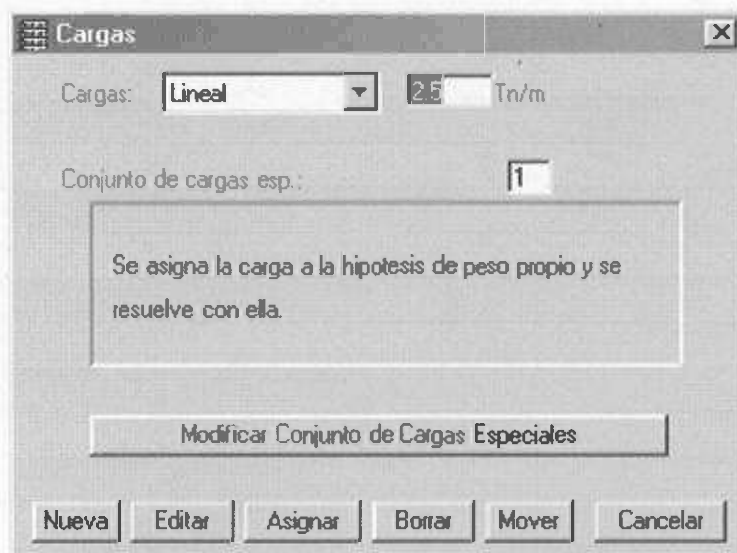 Cargas
Cargas: Lineal 2.5 Tn/m
Conjunto de cargas esp.: 1
Se asigna la carga a la hipotesis de peso propio y se
resuelve con ella.
Modificar Conjunto de Cargas Especiales
Nueva Editar Asignar Borrar Mover Cancelar